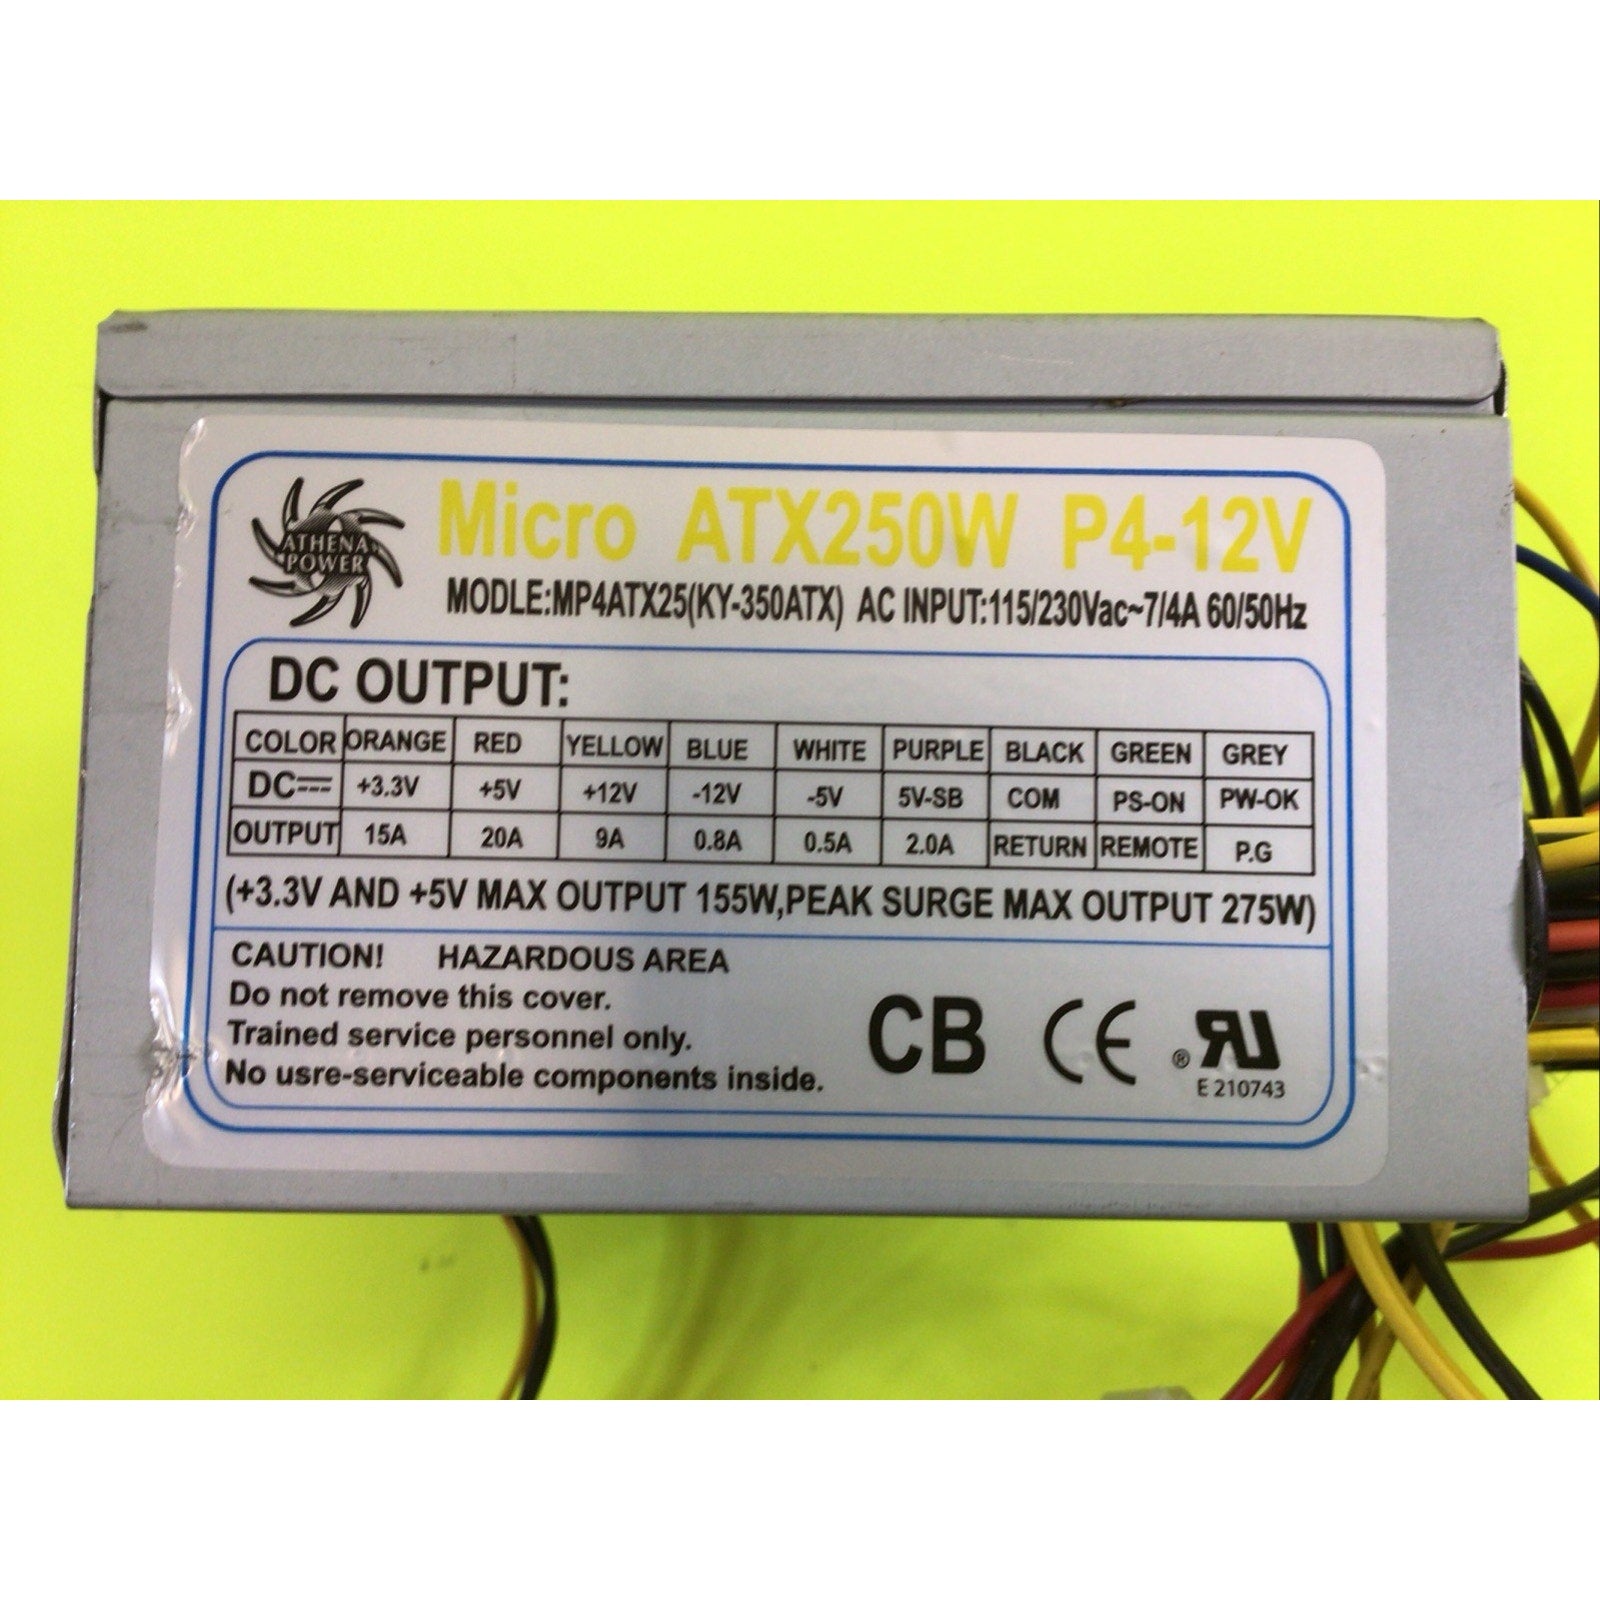 ATHENA
POWER
Micro ATX250W P4-12V
MODLE:MP4ATX25(KY-350ATX) AC INPUT:115/230Vac~7/4A 60/50Hz
DC OUTPUT:
COLOR ORANGE RED YELLOW BLUE WHITE PURPLE BLACK GREEN GREY
DC +3.3V +5V +12V -12V -5V 5V-SB COM PS-ON PW-OK
OUTPUT 15A 20A 9A 0.8A 0.5A 2.0A RETURN REMOTE P.G
(+3.3V AND +5V MAX OUTPUT 155W,PEAK SURGE MAX OUTPUT 275W)
CAUTION! HAZARDOUS AREA
Do not remove this cover.
Trained service personnel only.
No usre-serviceable components inside.
CB CE ® RU
E 210743